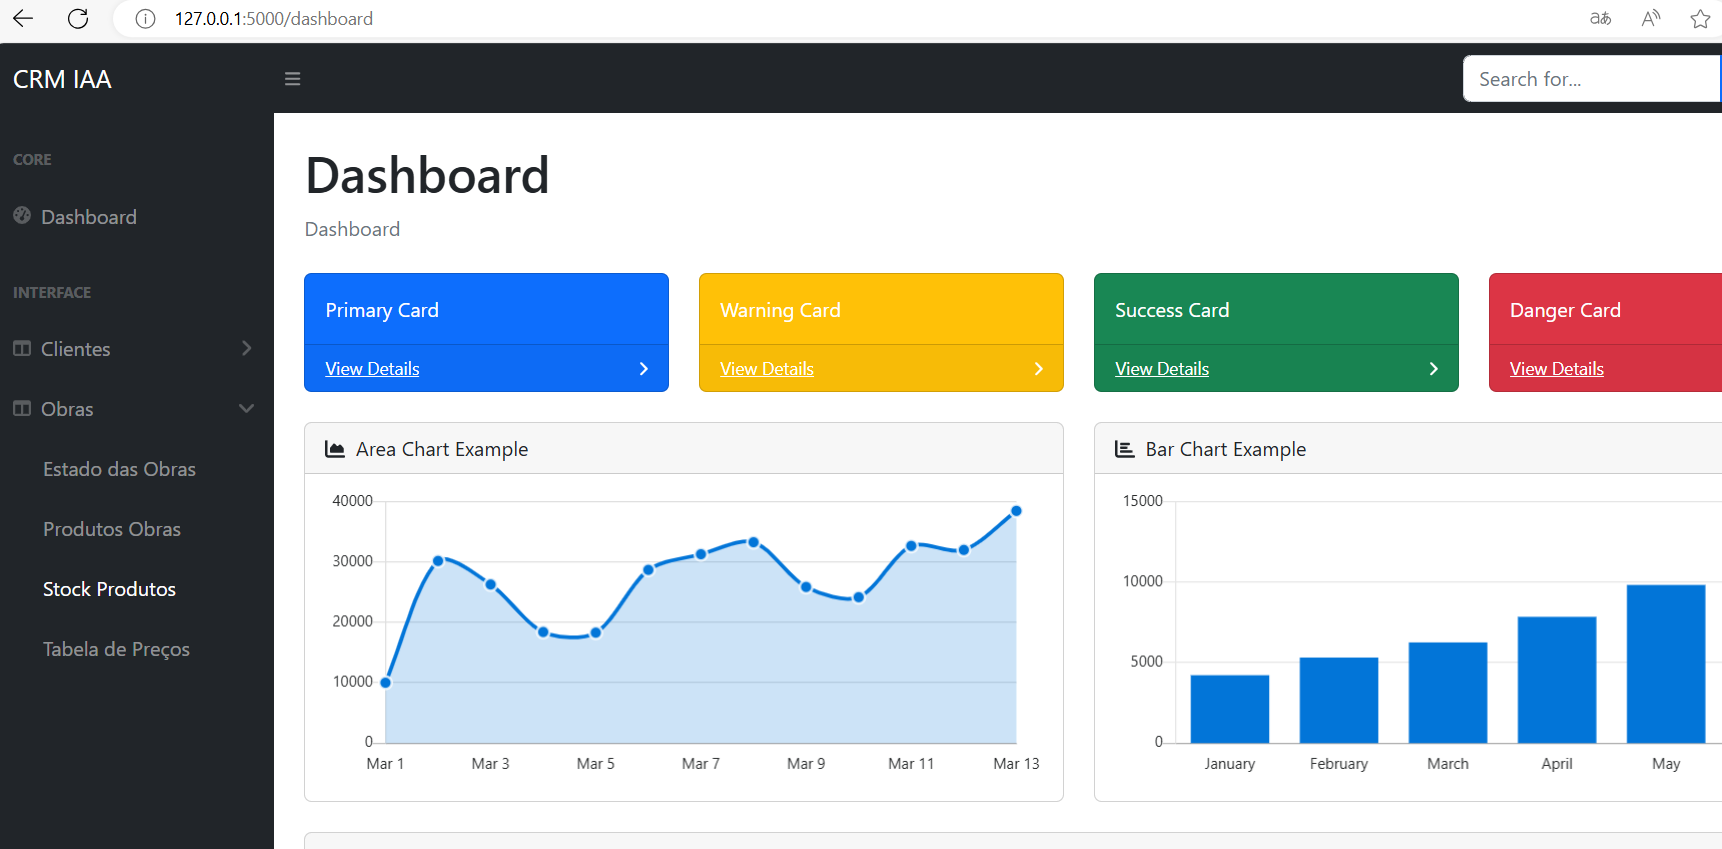 127.0.0.1:5000/dashboard
CRM IAA
Search for...
CORE
Dashboard
INTERFACE
Clientes
Obras
Estado das Obras
Produtos Obras
Stock Produtos
Tabela de Preços
Dashboard
Dashboard
Primary Card
View Details
Warning Card
View Details
Success Card
View Details
Danger Card
View Details
Area Chart Example
40000
30000
20000
10000
0
Mar 1 Mar 3 Mar 5 Mar 7 Mar 9 Mar 11 Mar 13
Bar Chart Example
15000
10000
5000
0
January February March April May